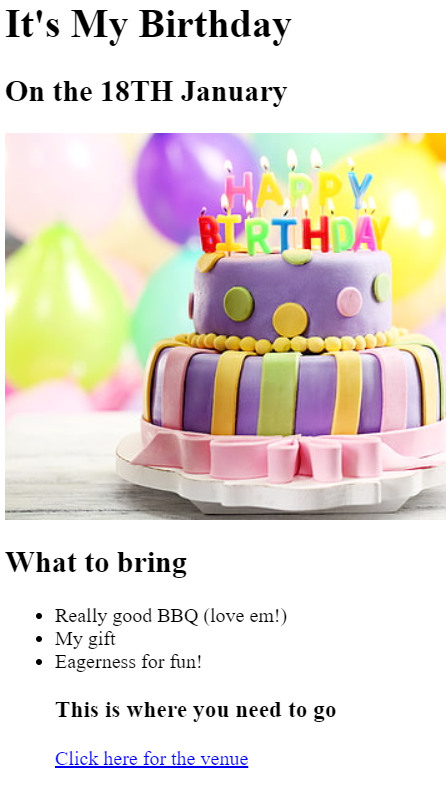 It's My Birthday
On the 18TH January
HAPPY
BIRTHDAY
What to bring
Really good BBQ (love em!)
My gift
Eagerness for fun!
This is where you need to go
Click here for the venue